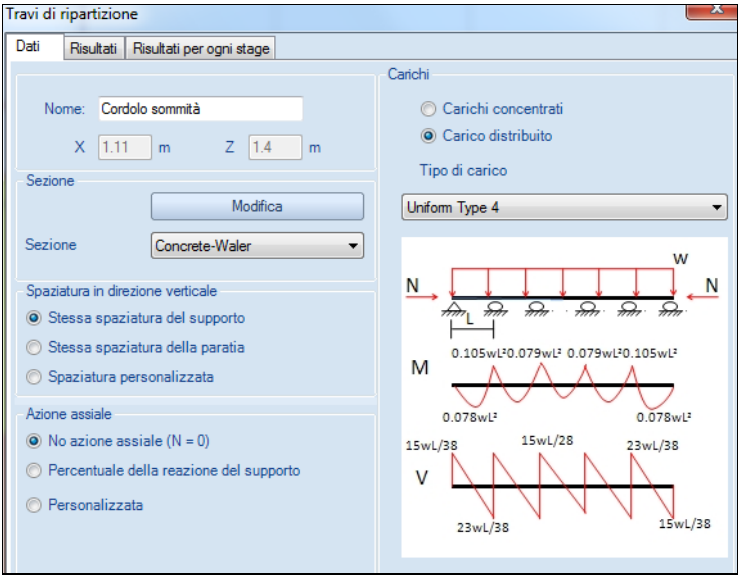 Travi di ripartizione
Dati Risultati Risultati per ogni stage
Nome: Cordolo sommità
X 1.11 m Z 1.4 m
Sezione
Modifica
Sezione Concrete-Waler
Spaziatura in direzione verticale
Stessa spaziatura del supporto
Stessa spaziatura della paratia
Spaziatura personalizzata
Azione assiale
No azione assiale (N = 0)
Percentuale della reazione del supporto
Personalizzata
Carichi
Carichi concentrati
Carico distribuito
Tipo di carico
Uniform Type 4
w
N N
L
0.105wL² 0.079wL² 0.079wL² 0.105wL²
M
0.078wL² 0.078wL²
15wL/38 15wL/28 23wL/38
V
23wL/38 15wL/38